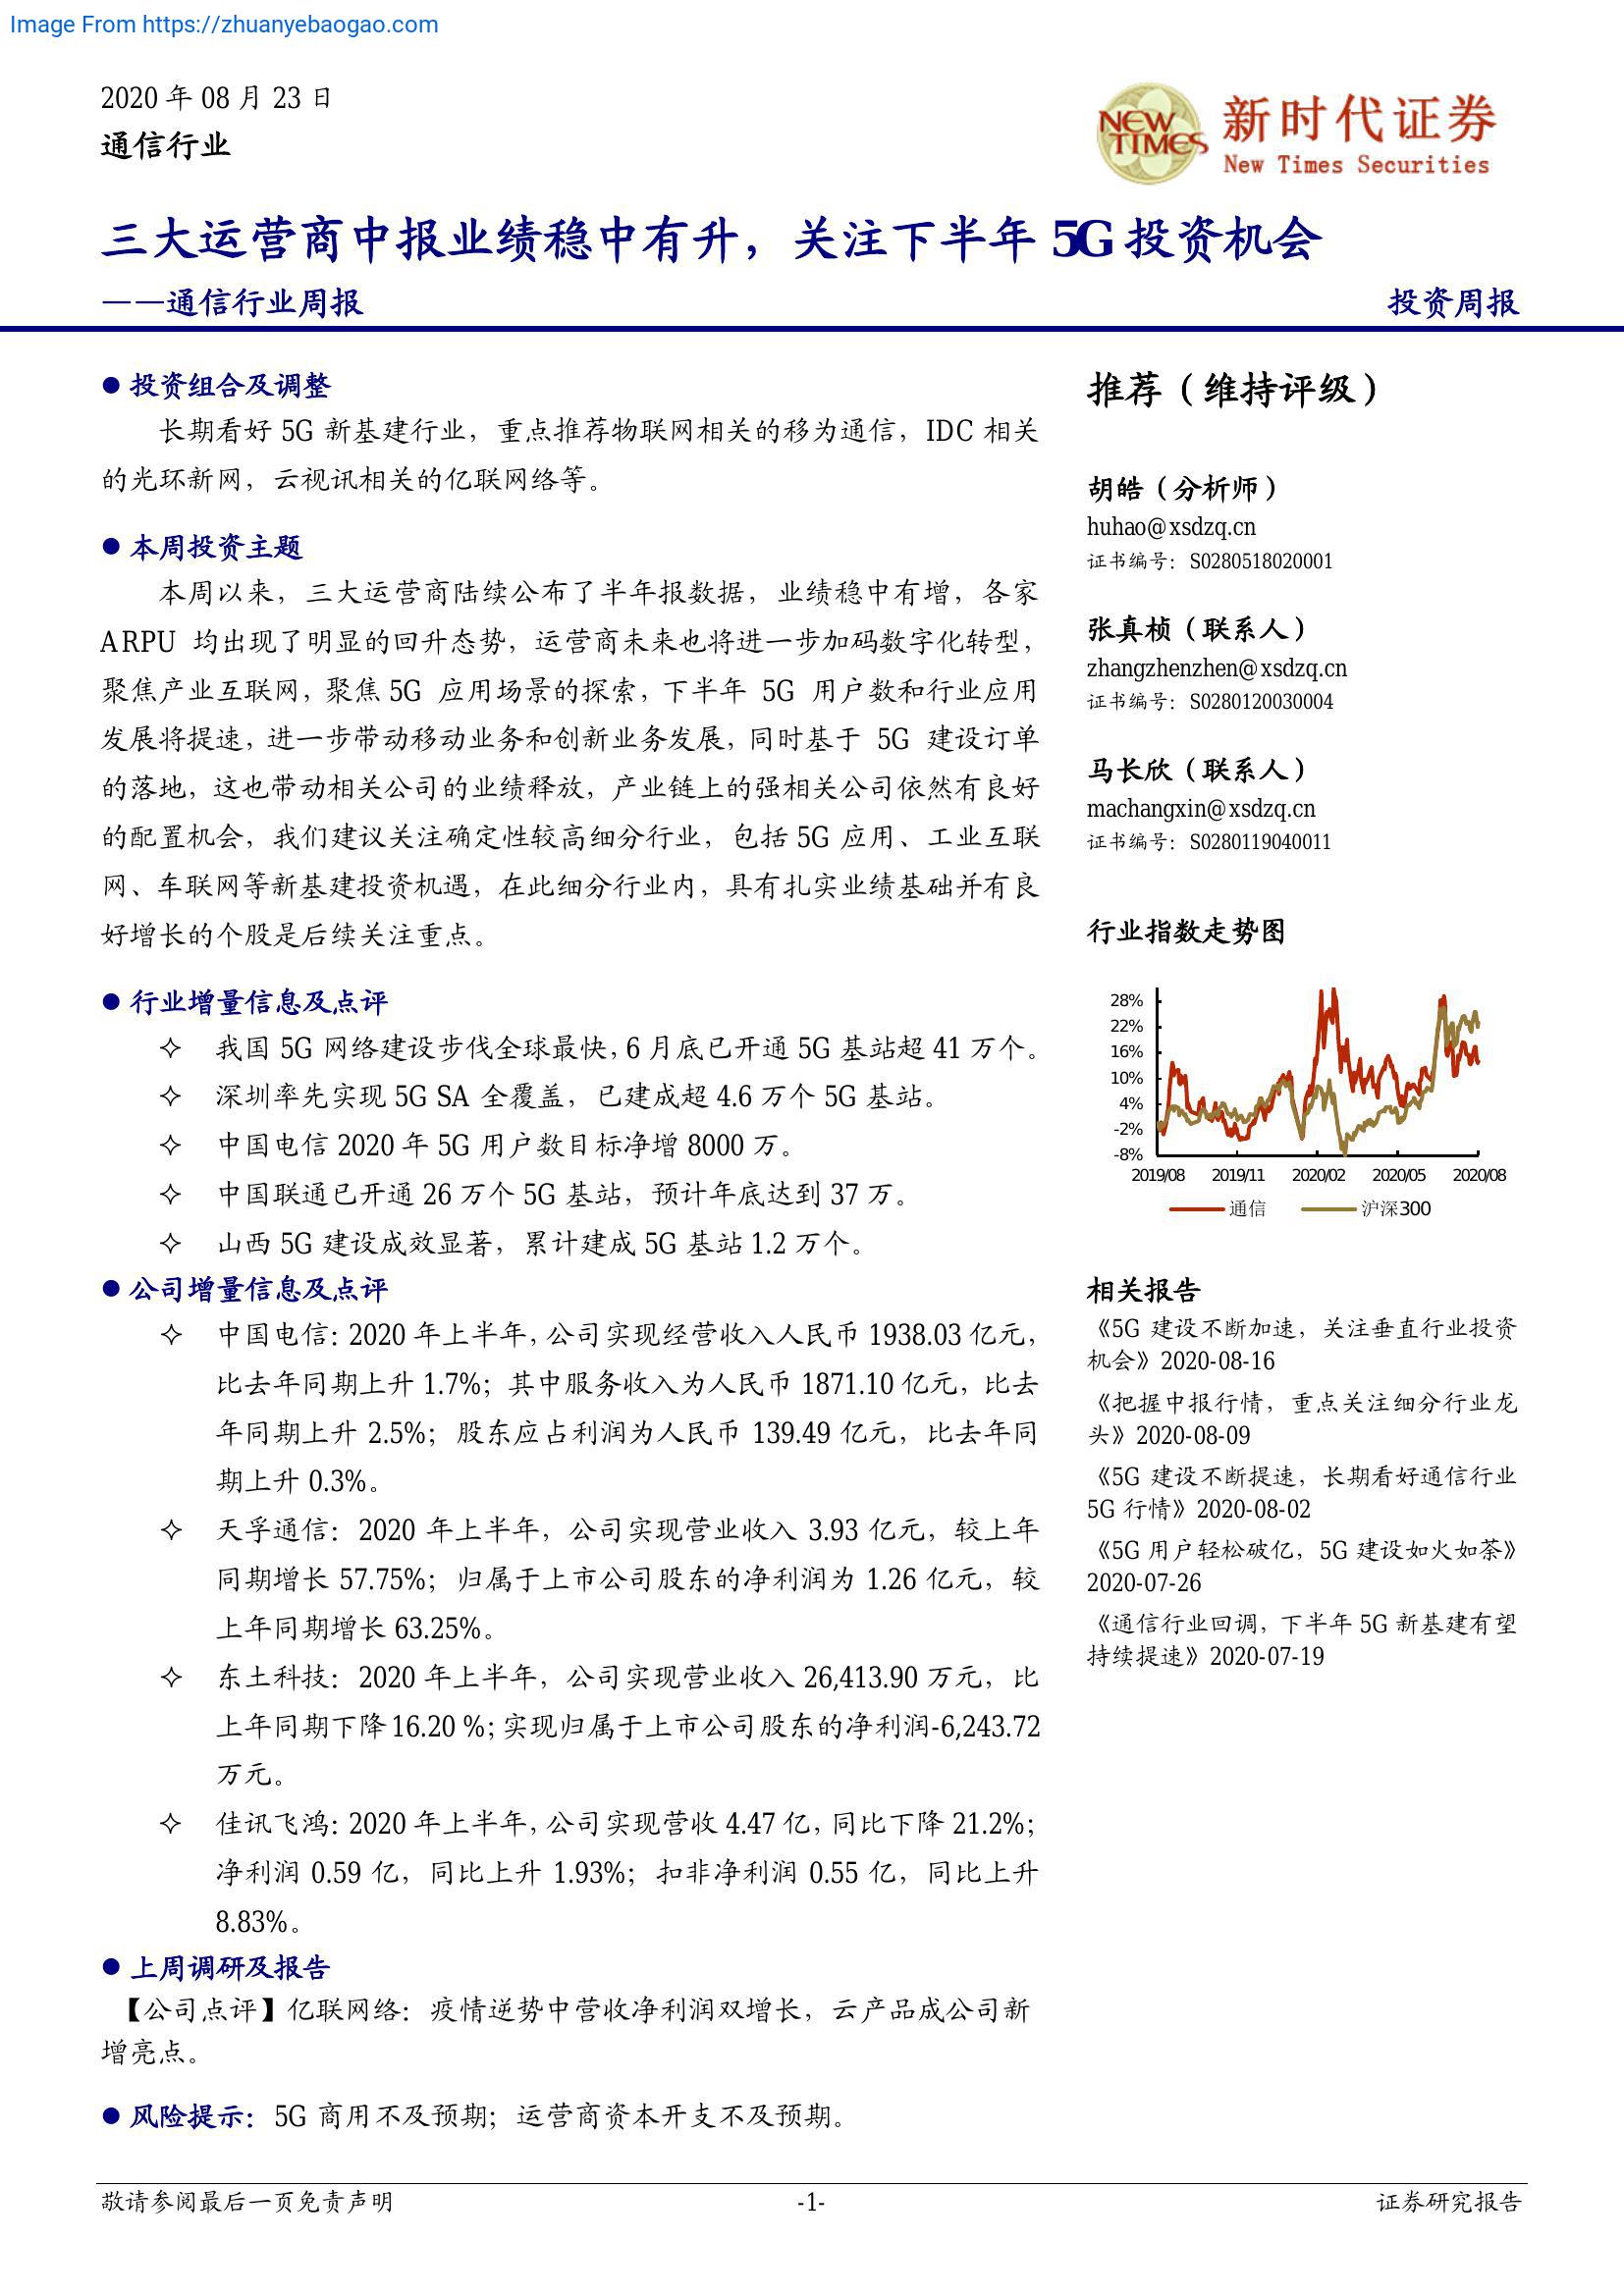 Image From https://zhuanyebaogao.com
2020 年 08 月 23 日
通信行业
NEW TIMES
新时代证券
New Times Securities
三大运营商中报业绩稳中有升，关注下半年 5G 投资机会
——通信行业周报
投资周报
● 投资组合及调整
长期看好 5G 新基建行业，重点推荐物联网相关的移为通信，IDC 相关
的光环新网，云视讯相关的亿联网络等。
● 本周投资主题
本周以来，三大运营商陆续公布了半年报数据，业绩稳中有增，各家
ARPU 均出现了明显的回升态势，运营商未来也将进一步加码数字化转型，
聚焦产业互联网，聚焦 5G 应用场景的探索，下半年 5G 用户数和行业应用
发展将提速，进一步带动移动业务和创新业务发展，同时基于 5G 建设订单
的落地，这也带动相关公司的业绩释放，产业链上的强相关公司依然有良好
的配置机会，我们建议关注确定性较高细分行业，包括 5G 应用、工业互联
网、车联网等新基建投资机遇，在此细分行业内，具有扎实业绩基础并有良
好增长的个股是后续关注重点。
● 行业增量信息及点评
✧ 我国 5G 网络建设步伐全球最快，6 月底已开通 5G 基站超 41 万个。
✧ 深圳率先实现 5G SA 全覆盖，已建成超 4.6 万个 5G 基站。
✧ 中国电信 2020 年 5G 用户数目标净增 8000 万。
✧ 中国联通已开通 26 万个 5G 基站，预计年底达到 37 万。
✧ 山西 5G 建设成效显著，累计建成 5G 基站 1.2 万个。
● 公司增量信息及点评
✧ 中国电信：2020 年上半年，公司实现经营收入人民币 1938.03 亿元，
比去年同期上升 1.7%；其中服务收入为人民币 1871.10 亿元，比去
年同期上升 2.5%；股东应占利润为人民币 139.49 亿元，比去年同
期上升 0.3%。
✧ 天孚通信：2020 年上半年，公司实现营业收入 3.93 亿元，较上年
同期增长 57.75%；归属于上市公司股东的净利润为 1.26 亿元，较
上年同期增长 63.25%。
✧ 东土科技：2020 年上半年，公司实现营业收入 26,413.90 万元，比
上年同期下降 16.20 %；实现归属于上市公司股东的净利润-6,243.72
万元。
✧ 佳讯飞鸿：2020 年上半年，公司实现营收 4.47 亿，同比下降 21.2%；
净利润 0.59 亿，同比上升 1.93%；扣非净利润 0.55 亿，同比上升
8.83%。
● 上周调研及报告
【公司点评】亿联网络：疫情逆势中营收净利润双增长，云产品成公司新
增亮点。
● 风险提示：5G 商用不及预期；运营商资本开支不及预期。
推荐（维持评级）
胡皓（分析师）
huhao@xsdzq.cn
证书编号：S0280518020001
张真桢（联系人）
zhangzhenzhen@xsdzq.cn
证书编号：S0280120030004
马长欣（联系人）
machangxin@xsdzq.cn
证书编号：S0280119040011
行业指数走势图
28%
22%
16%
10%
4%
-2%
-8%
2019/08 2019/11 2020/02 2020/05 2020/08
通信 沪深300
相关报告
《5G 建设不断加速，关注垂直行业投资
机会》2020-08-16
《把握中报行情，重点关注细分行业龙
头》2020-08-09
《5G 建设不断提速，长期看好通信行业
5G 行情》2020-08-02
《5G 用户轻松破亿，5G 建设如火如荼》
2020-07-26
《通信行业回调，下半年 5G 新基建有望
持续提速》2020-07-19
敬请参阅最后一页免责声明
-1-
证券研究报告